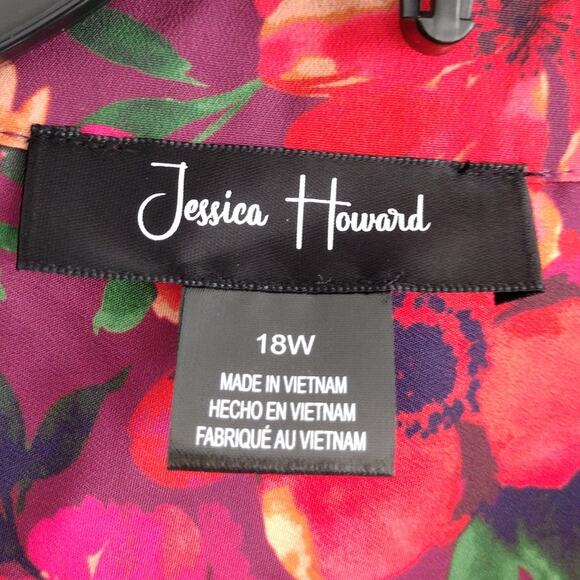 Jessica Howard
18W
MADE IN VIETNAM
HECHO EN VIETNAM
FABRIQUÉ AU VIETNAM